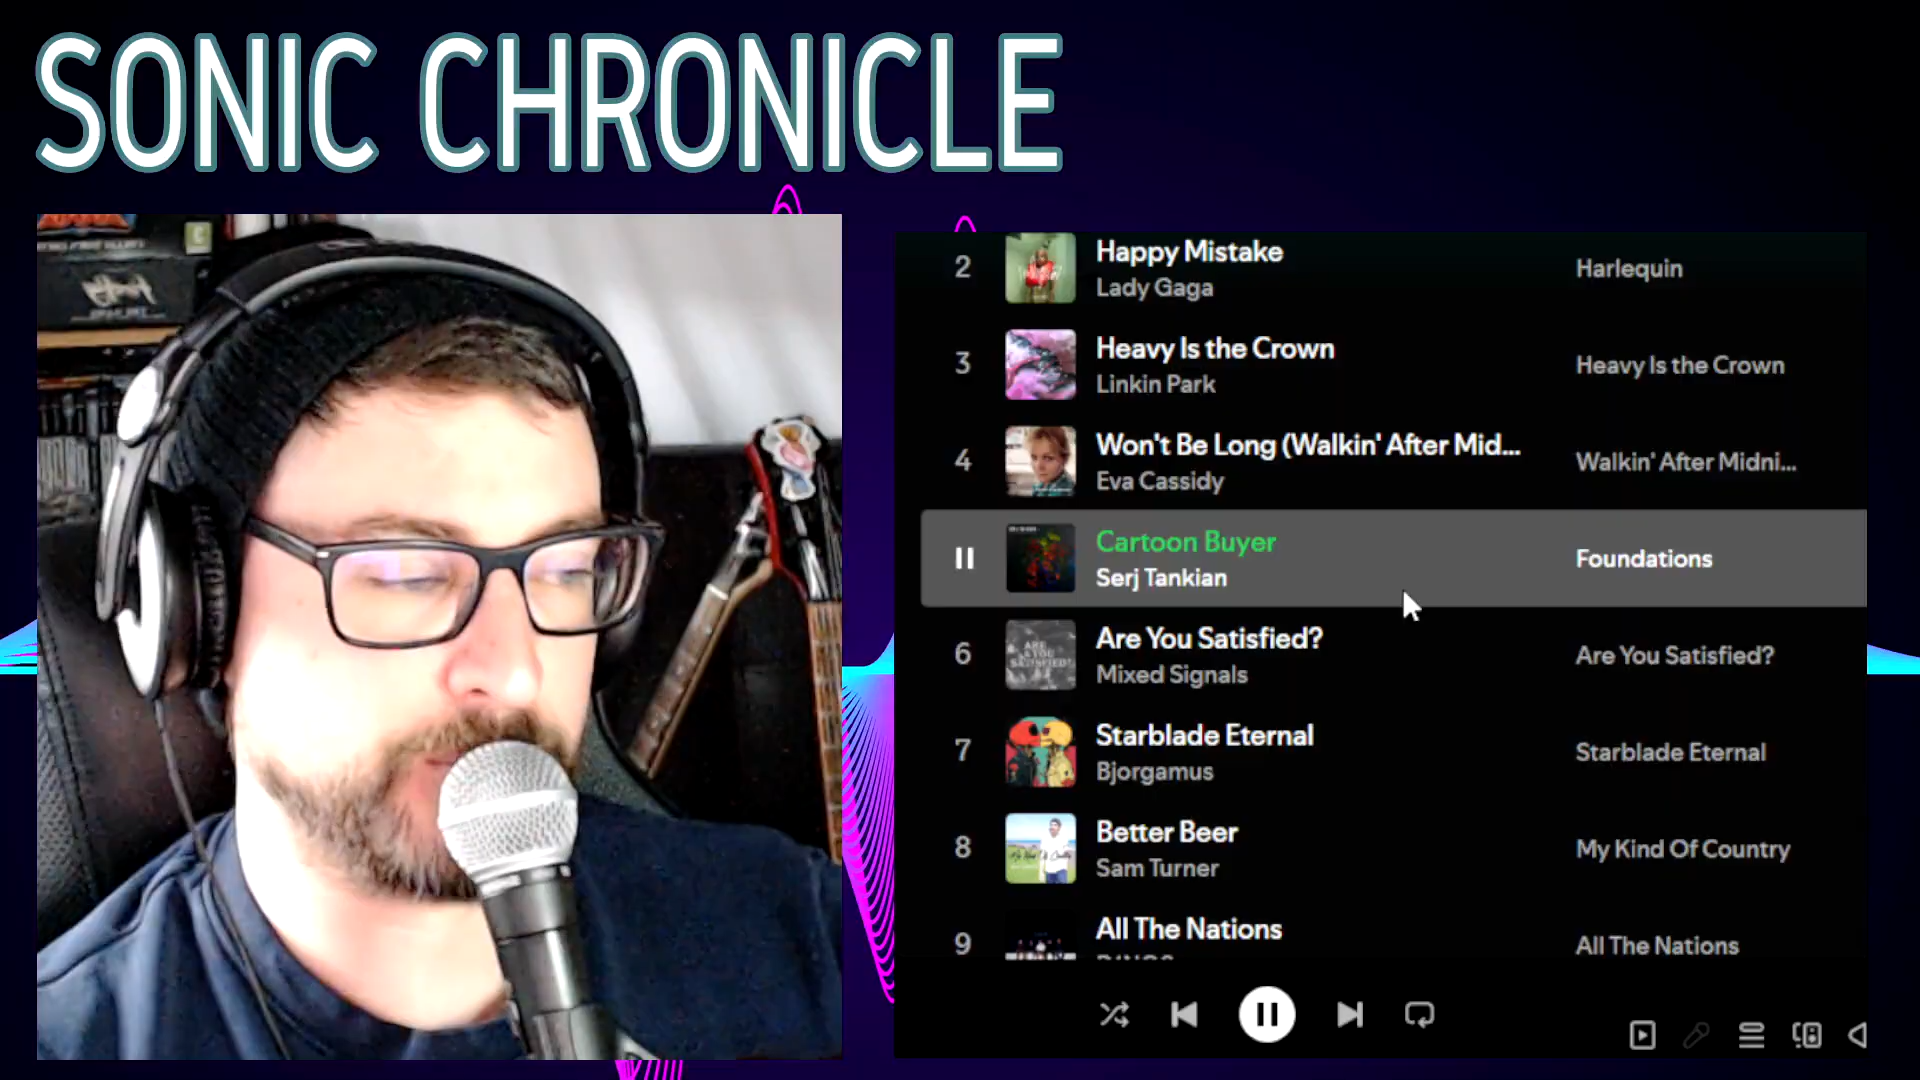 SONIC CHRONICLE
2
Happy Mistake
Lady Gaga
Harlequin
3
Heavy Is the Crown
Linkin Park
Heavy Is the Crown
4
Won't Be Long (Walkin' After Mid...
Eva Cassidy
Walkin' After Midni...
Cartoon Buyer
Serj Tankian
Foundations
6
Are You Satisfied?
Mixed Signals
Are You Satisfied?
ARE
YOU
SATISFIED?
7
Starblade Eternal
Bjorgamus
Starblade Eternal
8
Better Beer
Sam Turner
My Kind Of Country
9
All The Nations
All The Nations